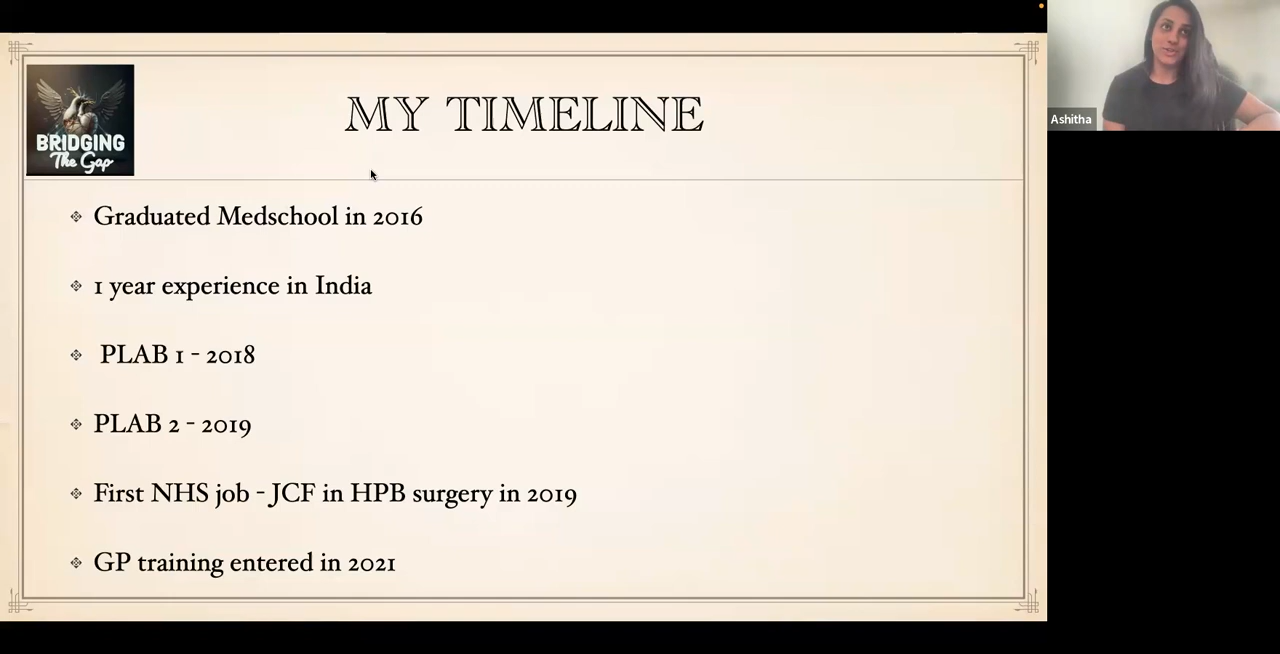 BRIDGING
The Gap
MY TIMELINE
Graduated Medschool in 2016
1 year experience in India
PLAB 1 - 2018
PLAB 2 - 2019
First NHS job - JCF in HPB surgery in 2019
GP training entered in 2021
Ashitha